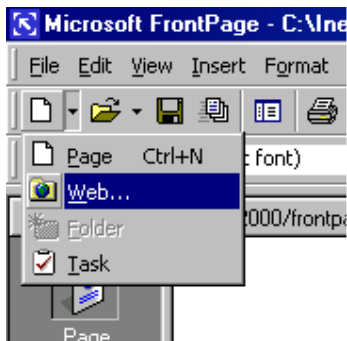 Microsoft FrontPage - C:\Ine
File Edit View Insert Format
Page Ctrl+N
t font)
Web...
2000/frontpa
Folder
Task
Page